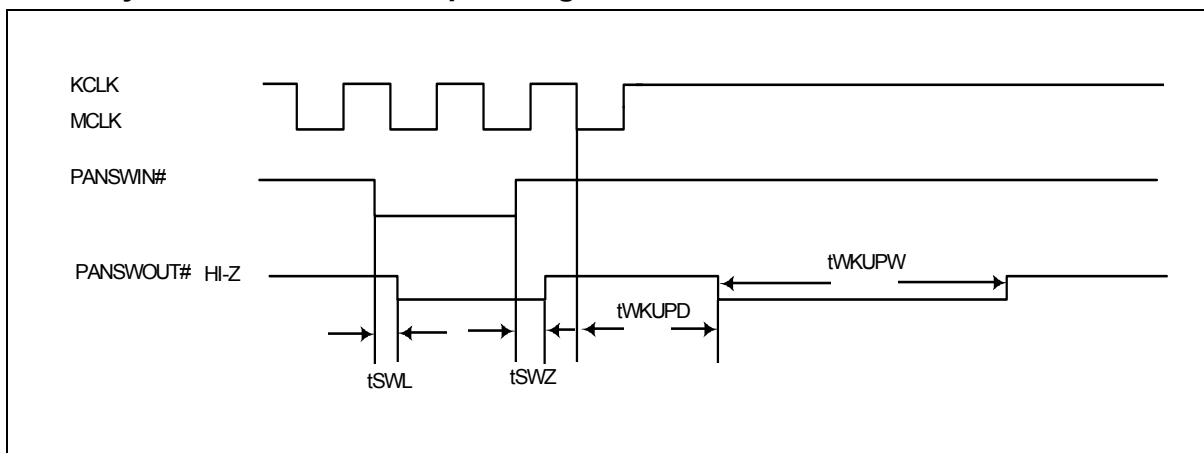 KCLK
MCLK
PANSWIN#
PANSWOUT# HI-Z
tWKUPW
tWKUPD
tSWL
tSWZ